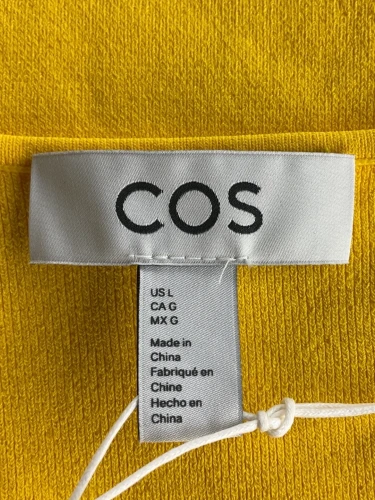 COS
US L
CA G
MX G
Made in
China
Fabriqué en
Chine
Hecho en
China